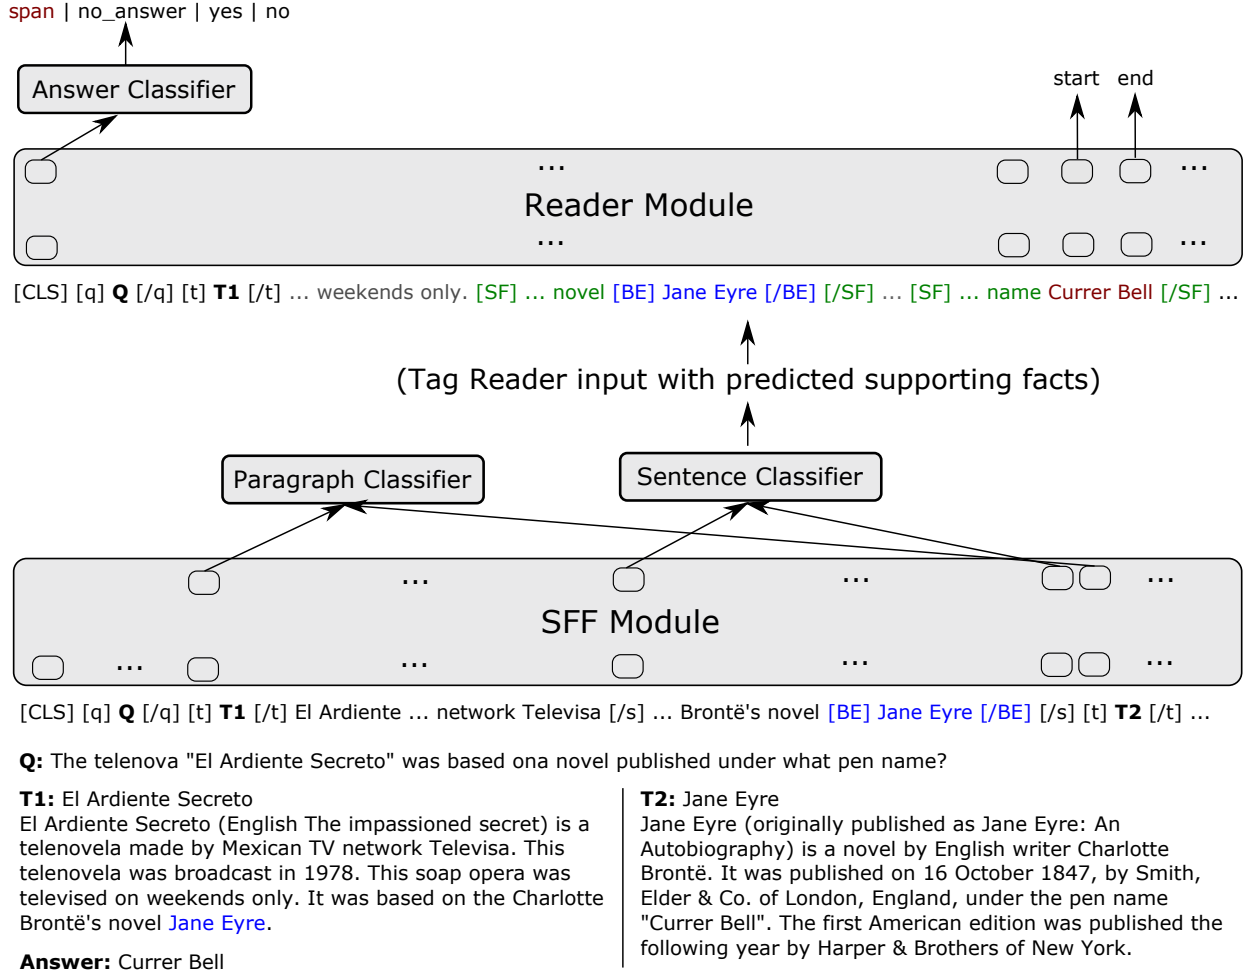 span | no_answer | yes | no
Answer Classifier
start end
...
...
Reader Module
...
...
[CLS] [q] Q [/q] [t] T1 [/t] ... weekends only. [SF] ... novel [BE] Jane Eyre [/BE] [/SF] ... [SF] ... name Currer Bell [/SF] ...
(Tag Reader input with predicted supporting facts)
Paragraph Classifier
Sentence Classifier
... ... ...
SFF Module
... ... ... ...
[CLS] [q] Q [/q] [t] T1 [/t] El Ardiente ... network Televisa [/s] ... Brontë's novel [BE] Jane Eyre [/BE] [/s] [t] T2 [/t] ...
Q: The telenova "El Ardiente Secreto" was based ona novel published under what pen name?
T1: El Ardiente Secreto
El Ardiente Secreto (English The impassioned secret) is a
telenovela made by Mexican TV network Televisa. This
telenovela was broadcast in 1978. This soap opera was
televised on weekends only. It was based on the Charlotte
Brontë's novel Jane Eyre.
Answer: Currer Bell
T2: Jane Eyre
Jane Eyre (originally published as Jane Eyre: An
Autobiography) is a novel by English writer Charlotte
Brontë. It was published on 16 October 1847, by Smith,
Elder & Co. of London, England, under the pen name
"Currer Bell". The first American edition was published the
following year by Harper & Brothers of New York.